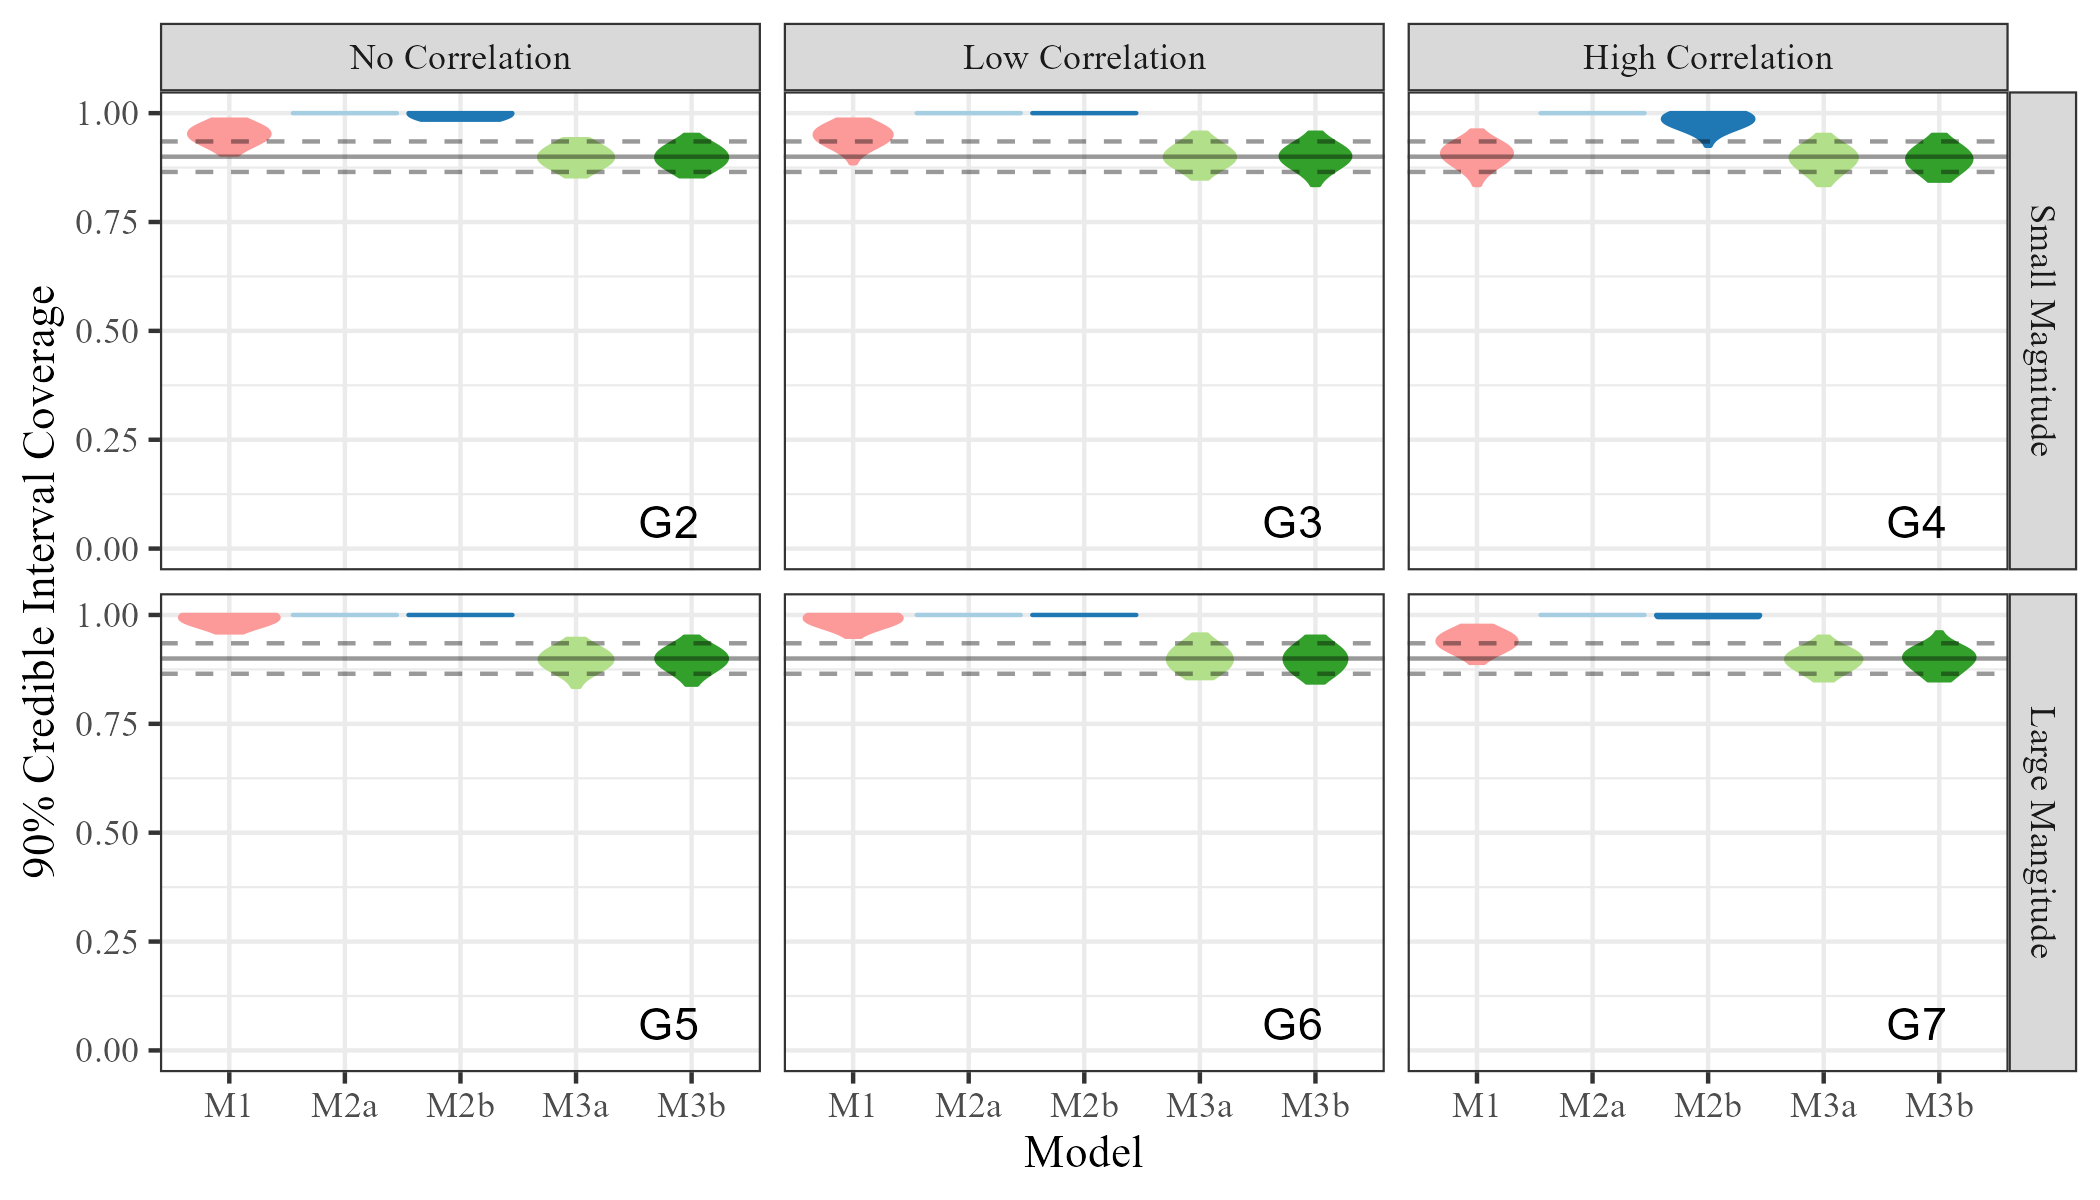 No Correlation
Low Correlation
High Correlation
90% Credible Interval Coverage
1.00
0.75
0.50
0.25
0.00
G2
G3
G4
Small Magnitude
1.00
0.75
0.50
0.25
0.00
G5
G6
G7
Large Mangitude
M1 M2a M2b M3a M3b
M1 M2a M2b M3a M3b
M1 M2a M2b M3a M3b
Model